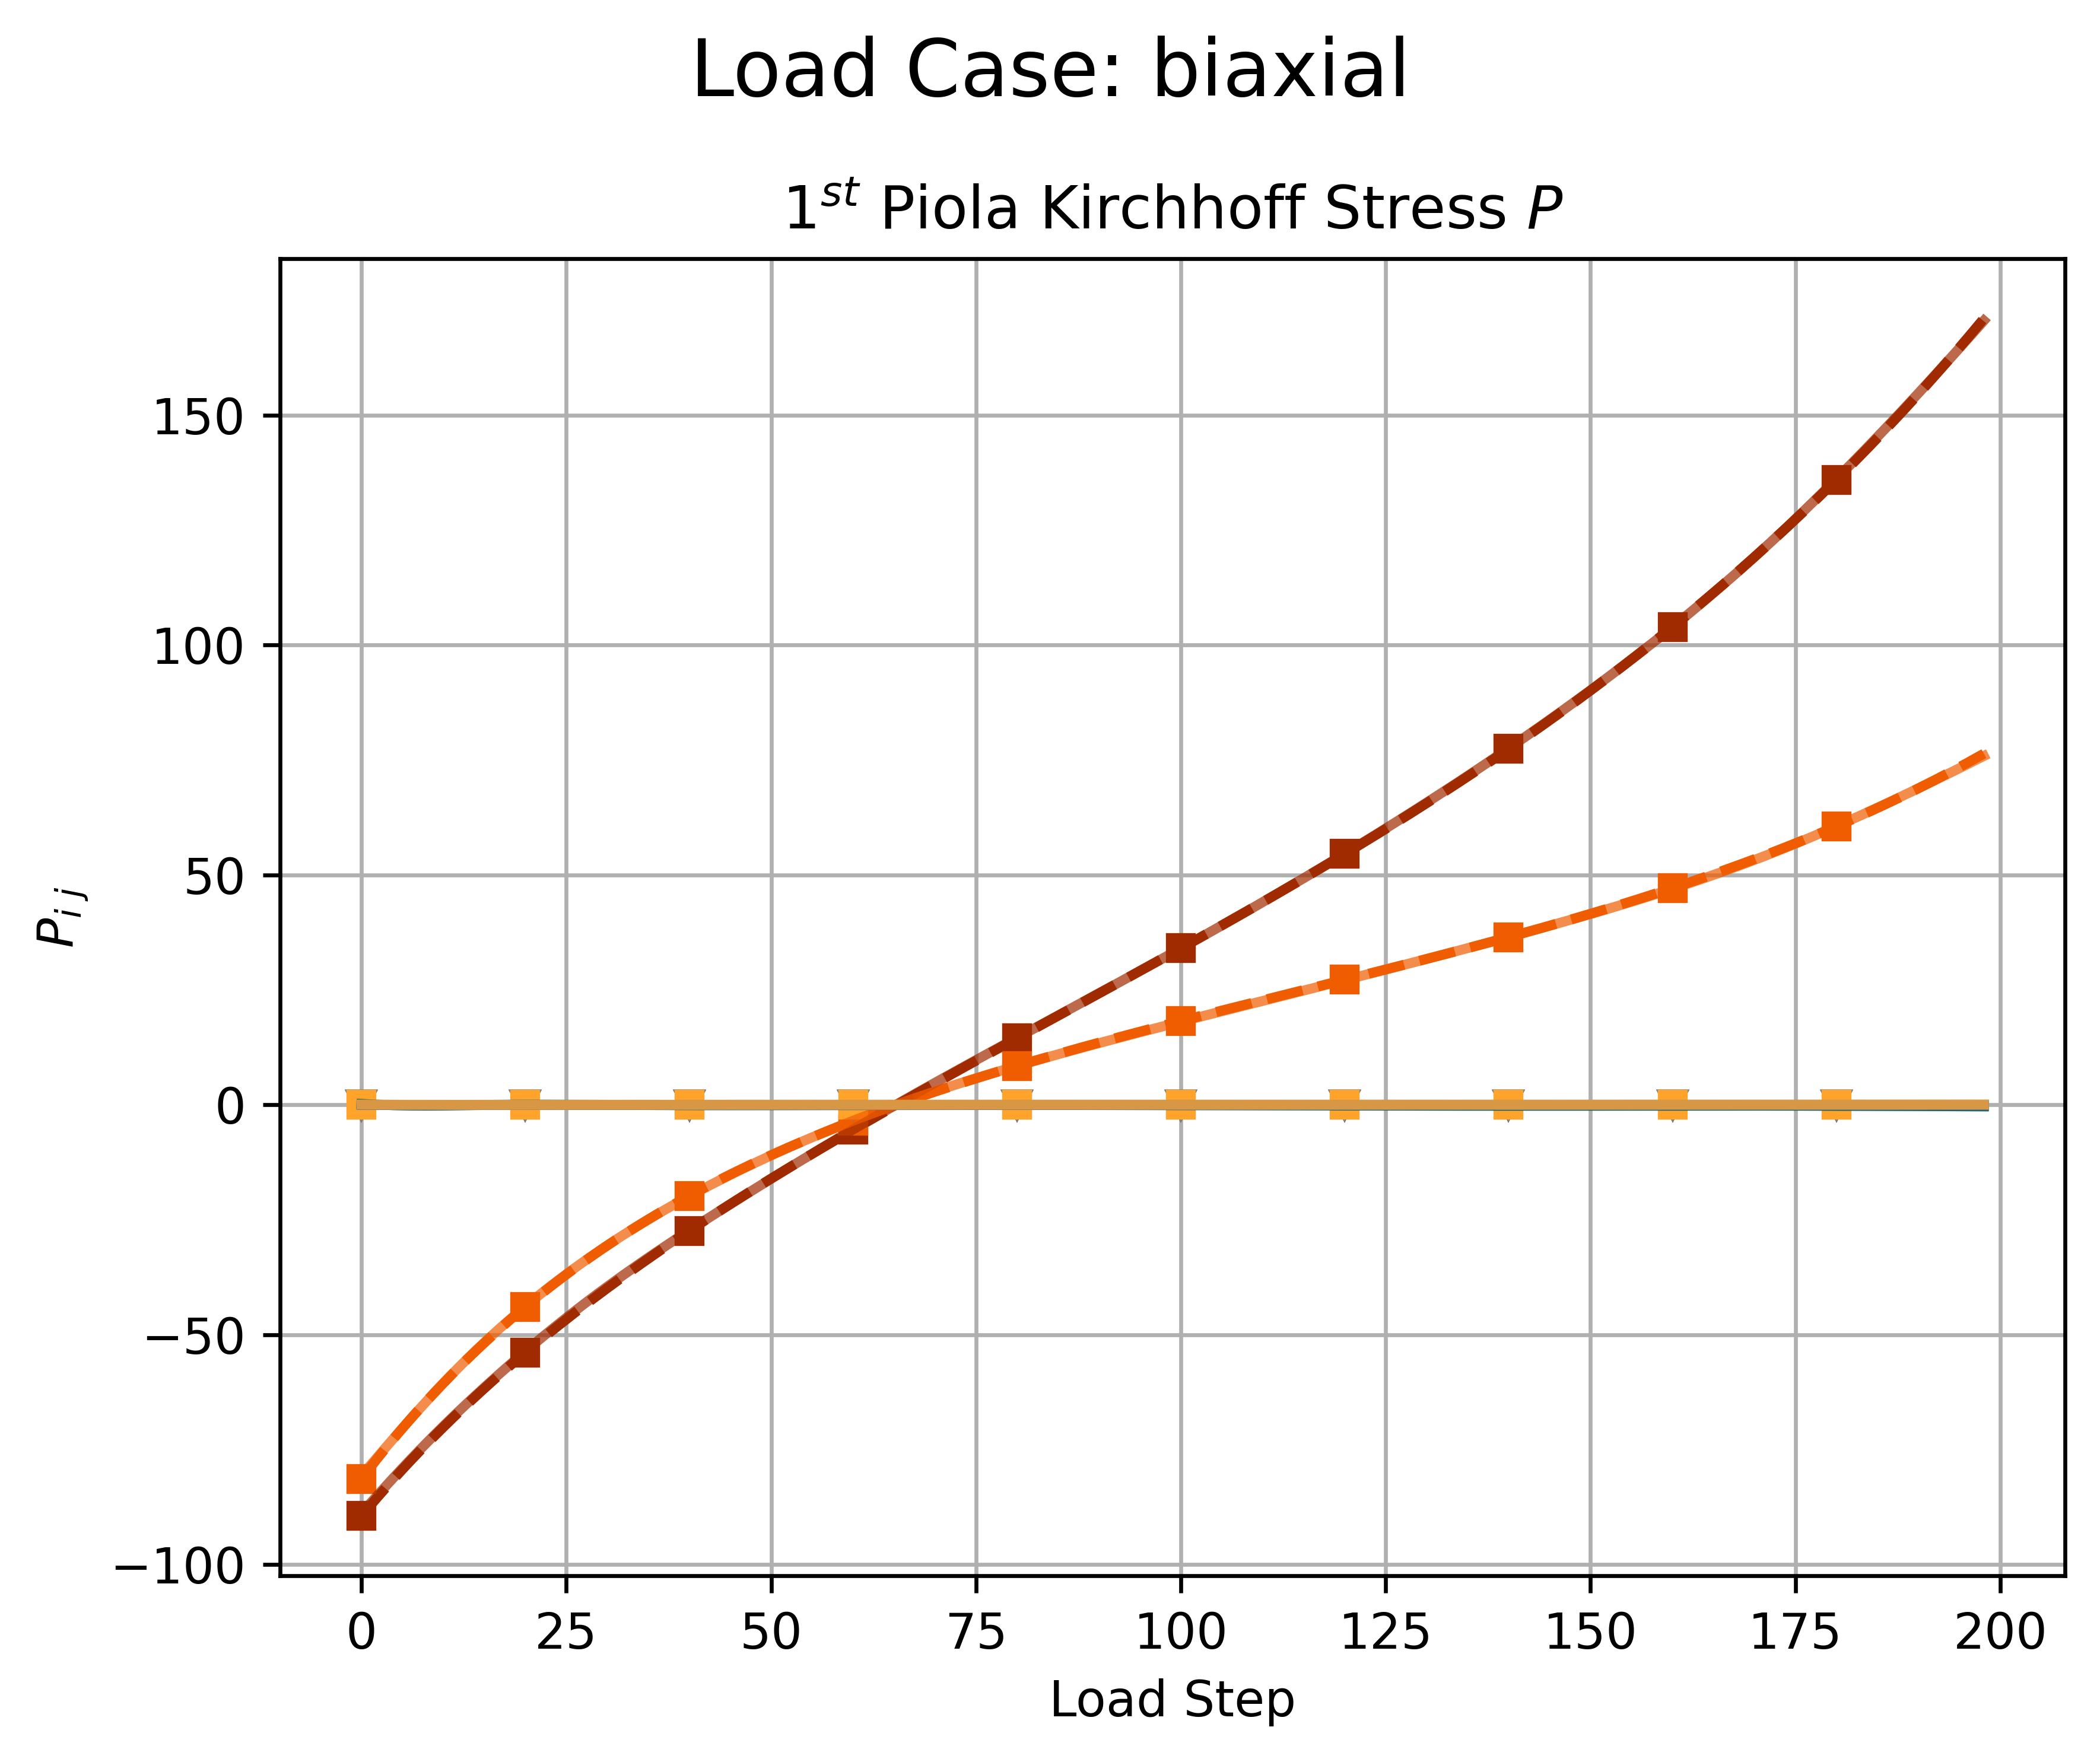 Load Case: biaxial
1st Piola Kirchhoff Stress P
150
100
50
0
−50
−100
P_{i j}
0 25 50 75 100 125 150 175 200
Load Step